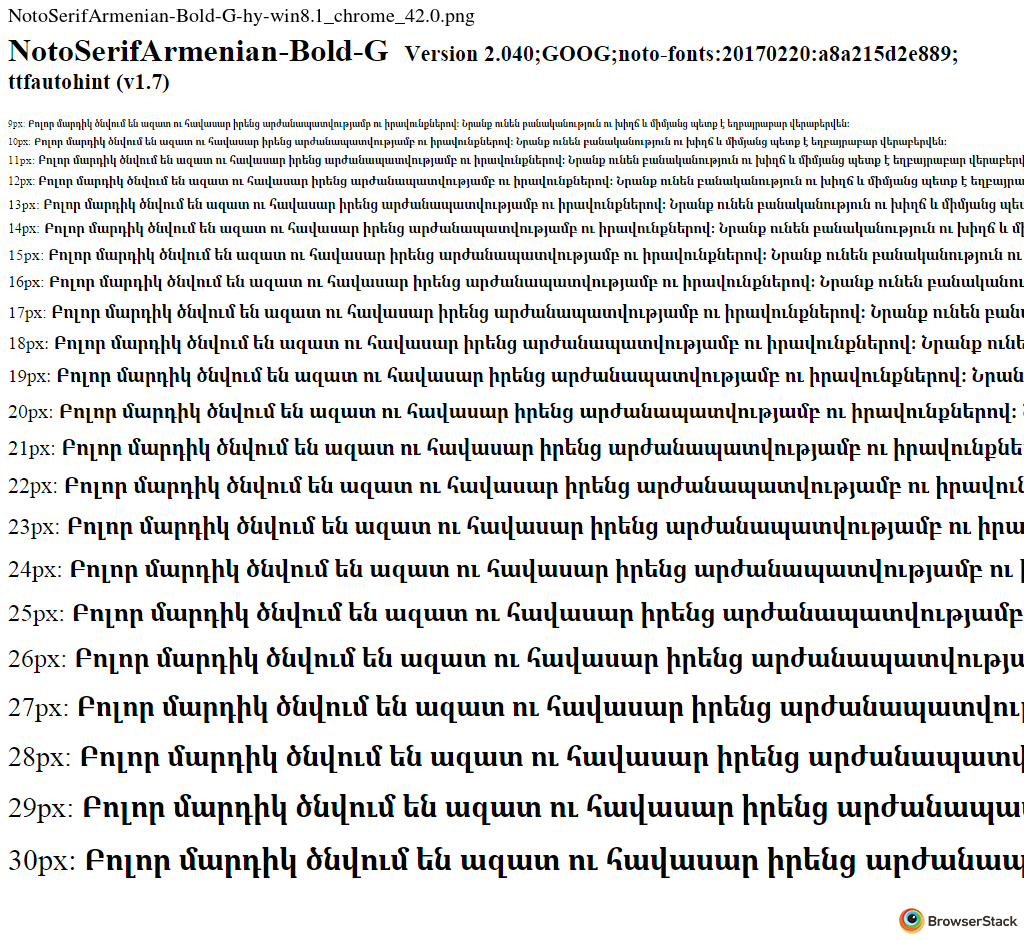 NotoSerifArmenian-Bold-G-hy-win8.1_chrome_42.0.png
NotoSerifArmenian-Bold-G Version 2.040;GOOG;noto-fonts:20170220:a8a215d2e889;
ttfautohint (v1.7)
9px: Բոլոր մարդիկ ծնվում են ազատ ու հավասար իրենց արժանապատվությամբ ու իրավունքներով։ Նրանք ունեն բանականություն ու խիղճ և միմյանց պետք է եղբայրաբար վերաբերվեն։
10px: Բոլոր մարդիկ ծնվում են ազատ ու հավասար իրենց արժանապատվությամբ ու իրավունքներով։ Նրանք ունեն բանականություն ու խիղճ և միմյանց պետք է եղբայրաբար վերաբերվեն։
11px: Բոլոր մարդիկ ծնվում են ազատ ու հավասար իրենց արժանապատվությամբ ու իրավունքներով։ Նրանք ունեն բանականություն ու խիղճ և միմյանց պետք է եղբայրաբար վերաբերվ
12px: Բոլոր մարդիկ ծնվում են ազատ ու հավասար իրենց արժանապատվությամբ ու իրավունքներով։ Նրանք ունեն բանականություն ու խիղճ և միմյանց պետք է եղբայրա
13px: Բոլոր մարդիկ ծնվում են ազատ ու հավասար իրենց արժանապատվությամբ ու իրավունքներով։ Նրանք ունեն բանականություն ու խիղճ և միմյանց պետ
14px: Բոլոր մարդիկ ծնվում են ազատ ու հավասար իրենց արժանապատվությամբ ու իրավունքներով։ Նրանք ունեն բանականություն ու խիղճ և մի
15px: Բոլոր մարդիկ ծնվում են ազատ ու հավասար իրենց արժանապատվությամբ ու իրավունքներով։ Նրանք ունեն բանականություն ու
16px: Բոլոր մարդիկ ծնվում են ազատ ու հավասար իրենց արժանապատվությամբ ու իրավունքներով։ Նրանք ունեն բանականու
17px: Բոլոր մարդիկ ծնվում են ազատ ու հավասար իրենց արժանապատվությամբ ու իրավունքներով։ Նրանք ունեն բան
18px: Բոլոր մարդիկ ծնվում են ազատ ու հավասար իրենց արժանապատվությամբ ու իրավունքներով։ Նրանք ունե
19px: Բոլոր մարդիկ ծնվում են ազատ ու հավասար իրենց արժանապատվությամբ ու իրավունքներով։ Նրան
20px: Բոլոր մարդիկ ծնվում են ազատ ու հավասար իրենց արժանապատվությամբ ու իրավունքներով։
21px: Բոլոր մարդիկ ծնվում են ազատ ու հավասար իրենց արժանապատվությամբ ու իրավունքնե
22px: Բոլոր մարդիկ ծնվում են ազատ ու հավասար իրենց արժանապատվությամբ ու իրավուն
23px: Բոլոր մարդիկ ծնվում են ազատ ու հավասար իրենց արժանապատվությամբ ու իրա
24px: Բոլոր մարդիկ ծնվում են ազատ ու հավասար իրենց արժանապատվությամբ ու
25px: Բոլոր մարդիկ ծնվում են ազատ ու հավասար իրենց արժանապատվությամբ
26px: Բոլոր մարդիկ ծնվում են ազատ ու հավասար իրենց արժանապատվությա
27px: Բոլոր մարդիկ ծնվում են ազատ ու հավասար իրենց արժանապատվու
28px: Բոլոր մարդիկ ծնվում են ազատ ու հավասար իրենց արժանապատվ
29px: Բոլոր մարդիկ ծնվում են ազատ ու հավասար իրենց արժանապա
30px: Բոլոր մարդիկ ծնվում են ազատ ու հավասար իրենց արժանապ
BrowserStack